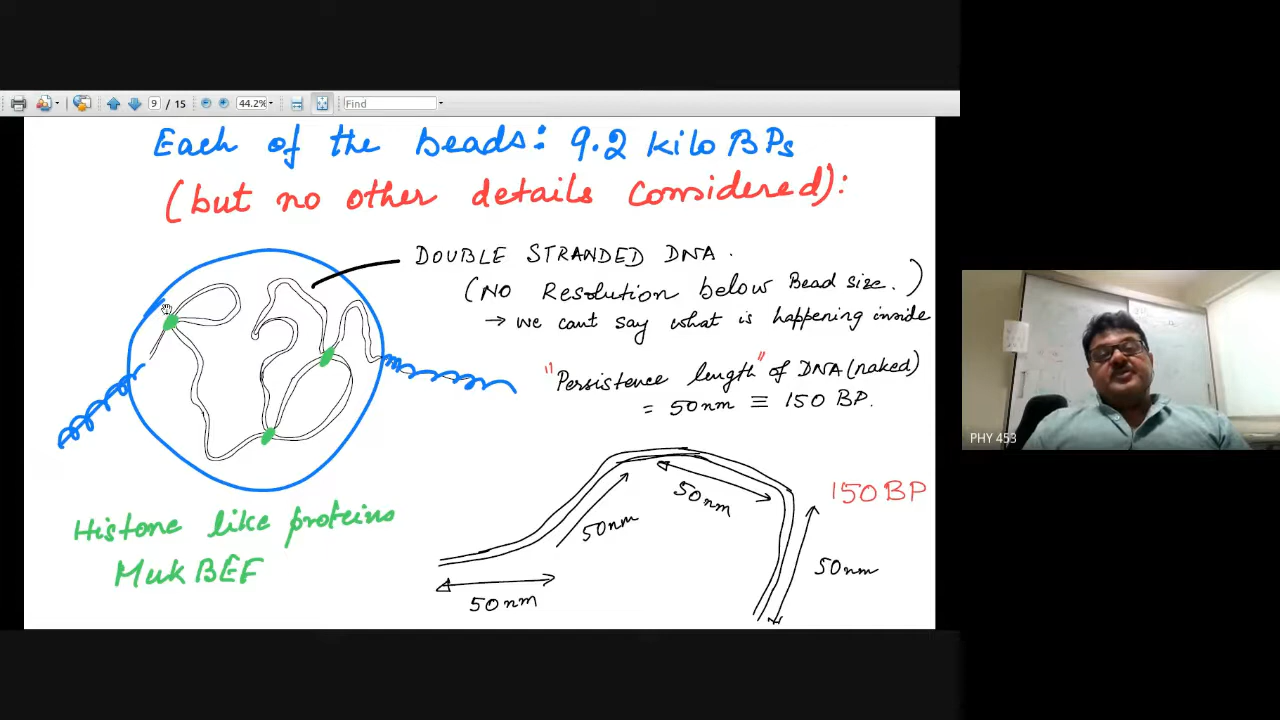 9 / 15 44.2% Find
Each of the Beads: 9.2 kilo BPs
(but no other details considered):
DOUBLE STRANDED DNA.
(NO Resolution below Bead size.)
→ we cant say what is happening inside
"Persistence length" of DNA (naked)
= 50nm ≡ 150 BP.
50nm
150 BP
50nm
50nm
50nm
Histone like proteins
MukBEF
PHY 453